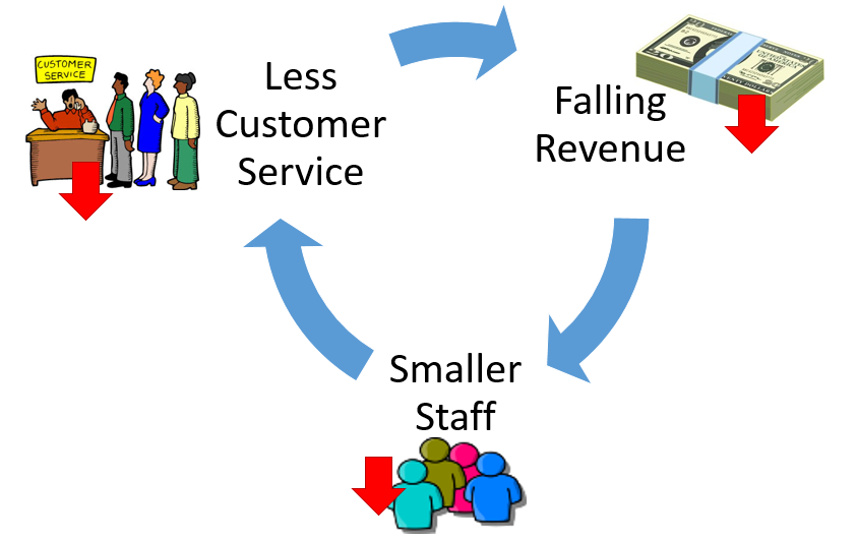 CUSTOMER
SERVICE
Less
Customer
Service
Falling
Revenue
Smaller
Staff